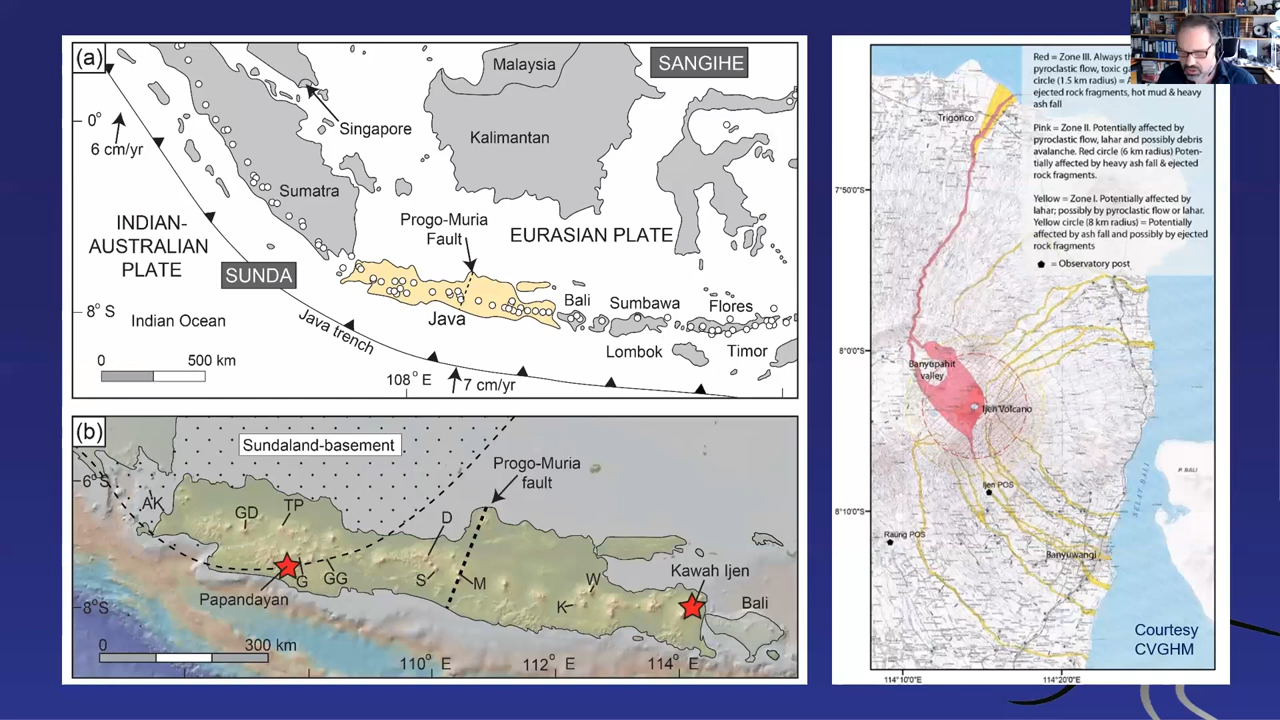 (a)
SANGIHE
Malaysia
Kalimantan
Singapore
0°
6 cm/yr
Sumatra
INDIAN-
AUSTRALIAN
PLATE
Progo-Muria
Fault
EURASIAN PLATE
SUNDA
8° S
Indian Ocean
Java trench
Java
Bali
Sumbawa
Flores
Lombok
Timor
0
500 km
108° E
7 cm/yr
(b)
Sundaland-basement
Progo-Muria
fault
6°S
AK
GD
TP
D
G
GG
S
M
W
K
Papandayan
Kawah Ijen
Bali
8°S
0
300 km
110° E
112° E
114° E
Red = Zone III. Always
pyroclastic flow, toxic
circle (1.5 km radius) =
ejected rock fragments, hot mud & heavy
ash fall
Pink = Zone II. Potentially affected by
pyroclastic flow, lahar and possibly debris
avalanche. Red circle (6 km radius) Poten-
tially affected by heavy ash fall & ejected
rock fragments.
Yellow = Zone I. Potentially affected by
lahar; possibly by pyroclastic flow or lahar.
Yellow circle (8 km radius) = Potentially
affected by ash fall and possibly by ejected
rock fragments
= Observatory post
Trigonco
7°50'0"S
8°0'0"S
Banyupahit
valley
Ijen Volcano
Ijen POS
8°10'0"S
Raung POS
Banyuwangi
SELAT BALI
P. BALI
Courtesy
CVGHM
114°10'0"E
114°20'0"E